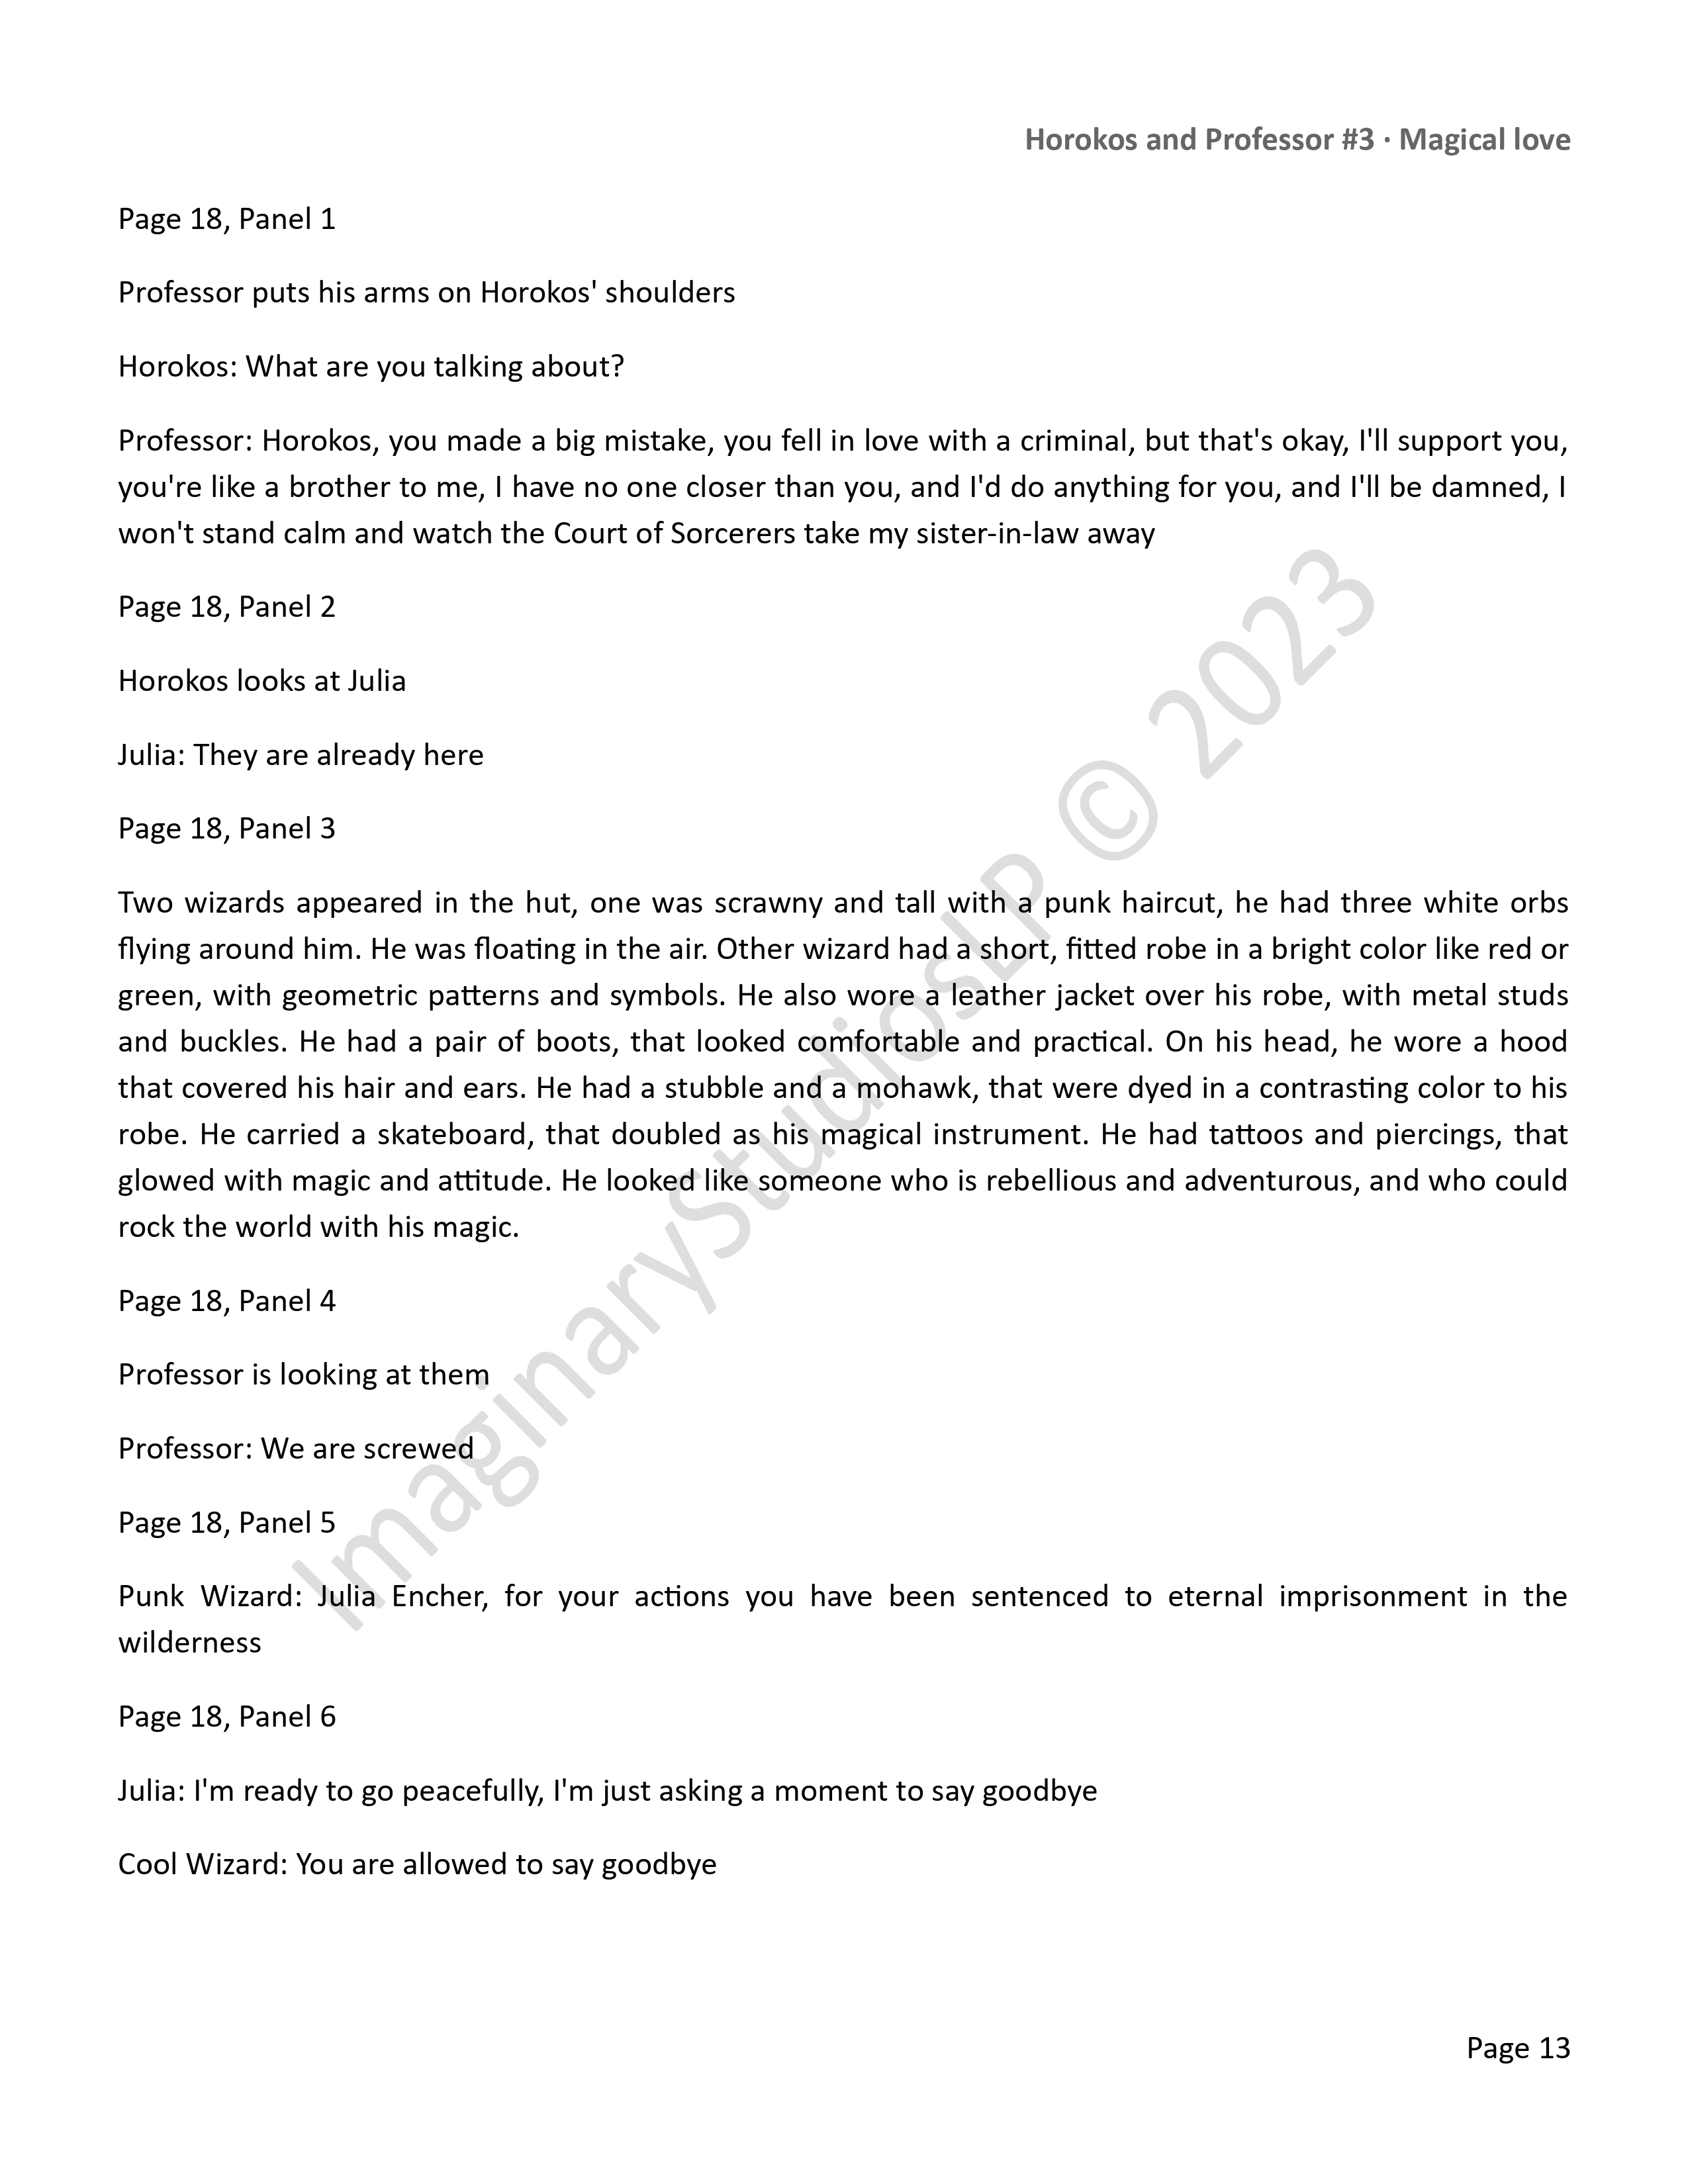 Horokos and Professor #3 · Magical love
Page 18, Panel 1
Professor puts his arms on Horokos' shoulders
Horokos: What are you talking about?
Professor: Horokos, you made a big mistake, you fell in love with a criminal, but that's okay, I'll support you,
you're like a brother to me, I have no one closer than you, and I'd do anything for you, and I'll be damned, I
won't stand calm and watch the Court of Sorcerers take my sister-in-law away
Page 18, Panel 2
Horokos looks at Julia
Julia: They are already here
Page 18, Panel 3
Two wizards appeared in the hut, one was scrawny and tall with a punk haircut, he had three white orbs
flying around him. He was floating in the air. Other wizard had a short, fitted robe in a bright color like red or
green, with geometric patterns and symbols. He also wore a leather jacket over his robe, with metal studs
and buckles. He had a pair of boots, that looked comfortable and practical. On his head, he wore a hood
that covered his hair and ears. He had a stubble and a mohawk, that were dyed in a contrasting color to his
robe. He carried a skateboard, that doubled as his magical instrument. He had tattoos and piercings, that
glowed with magic and attitude. He looked like someone who is rebellious and adventurous, and who could
rock the world with his magic.
Page 18, Panel 4
Professor is looking at them
Professor: We are screwed
Page 18, Panel 5
Punk Wizard: Julia Encher, for your actions you have been sentenced to eternal imprisonment in the
wilderness
Page 18, Panel 6
Julia: I'm ready to go peacefully, I'm just asking a moment to say goodbye
Cool Wizard: You are allowed to say goodbye
Page 13
ImaginaryStudiosLP © 2023